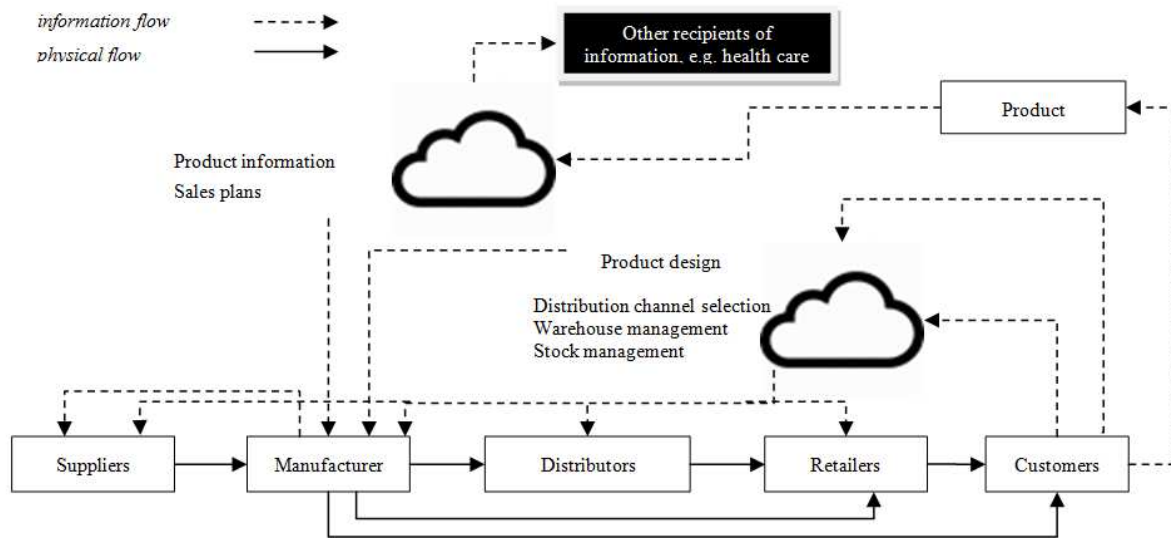 information flow
physical flow
Other recipients of
information, e.g. health care
Product
Product information
Sales plans
Product design
Distribution channel selection
Warehouse management
Stock management
Suppliers
Manufacturer
Distributors
Retailers
Customers